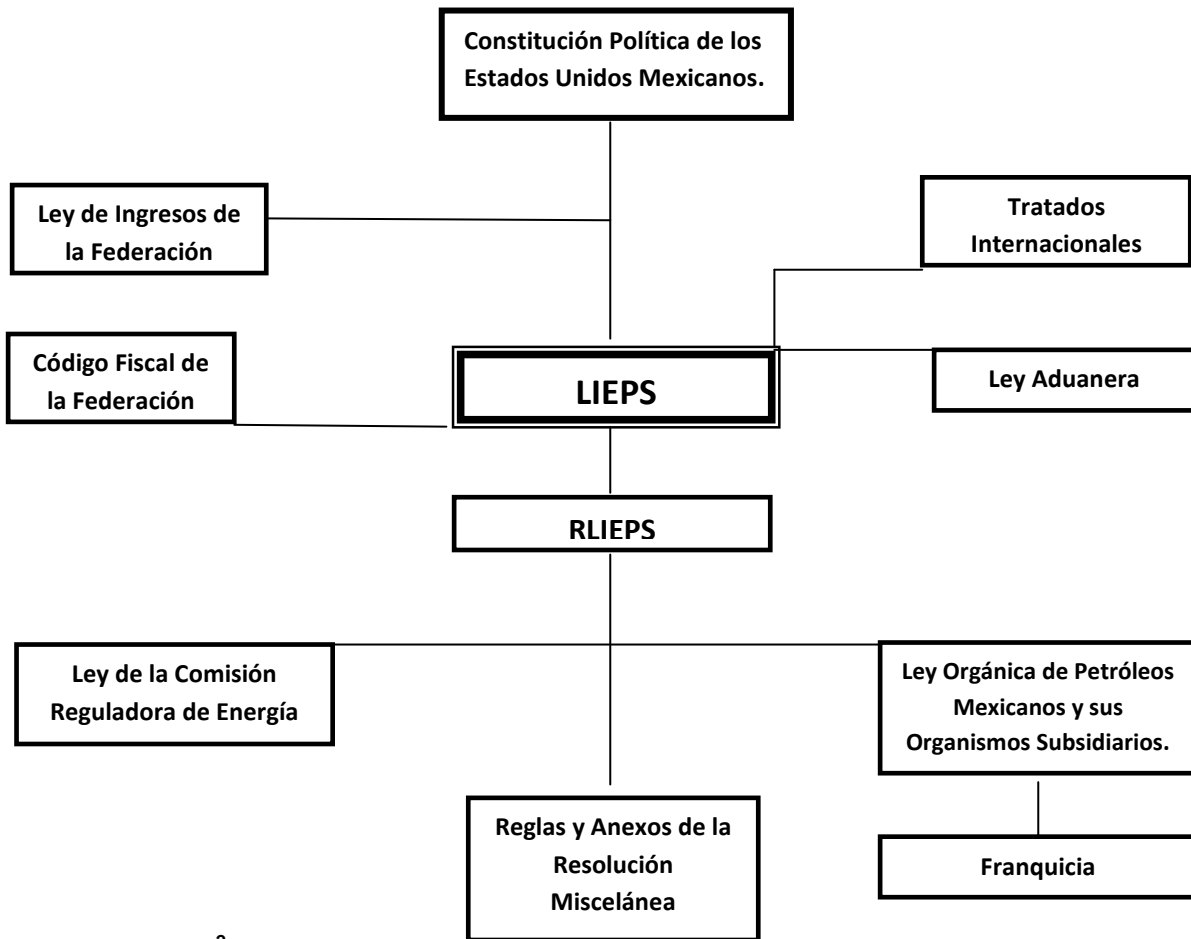 Constitución Política de los
Estados Unidos Mexicanos.
Ley de Ingresos de
la Federación
Tratados
Internacionales
Código Fiscal de
la Federación
LIEPS
Ley Aduanera
RLIEPS
Ley de la Comisión
Reguladora de Energía
Ley Orgánica de Petróleos
Mexicanos y sus
Organismos Subsidiarios.
Reglas y Anexos de la
Resolución
Miscelánea
Franquicia